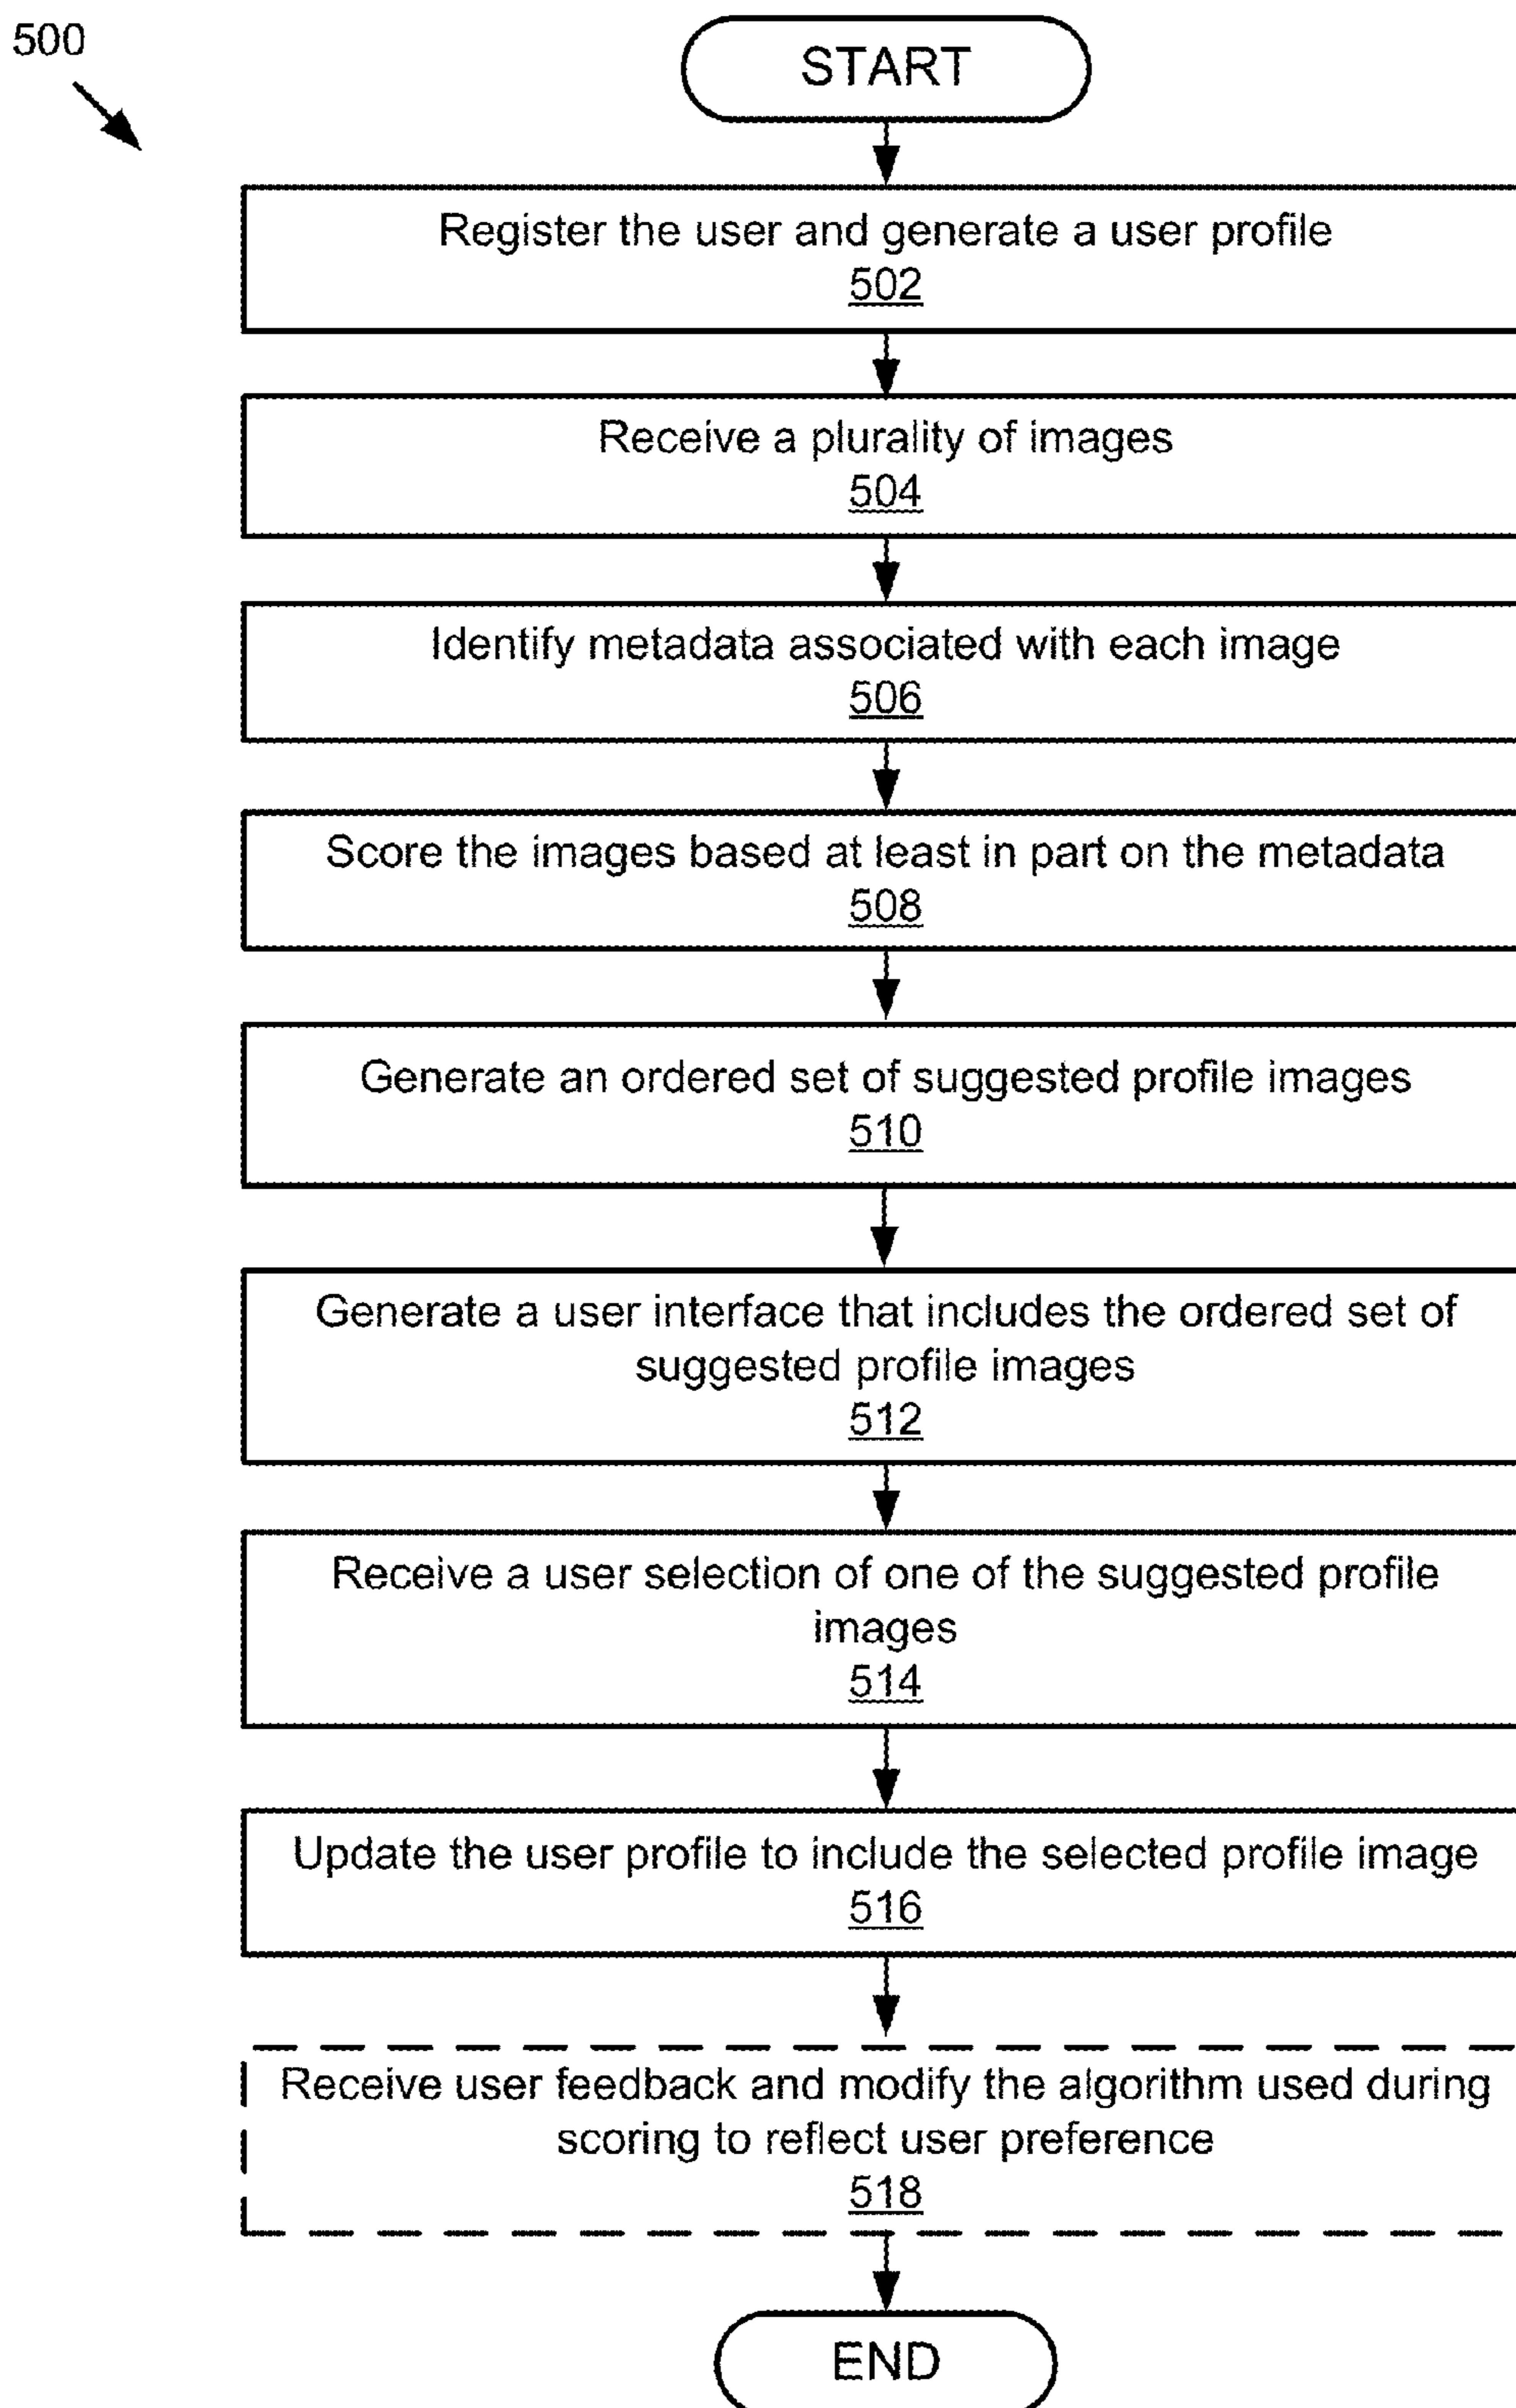 500
START
Register the user and generate a user profile
502
Receive a plurality of images
504
Identify metadata associated with each image
506
Score the images based at least in part on the metadata
508
Generate an ordered set of suggested profile images
510
Generate a user interface that includes the ordered set of
suggested profile images
512
Receive a user selection of one of the suggested profile
images
514
Update the user profile to include the selected profile image
516
Receive user feedback and modify the algorithm used during
scoring to reflect user preference
518
END